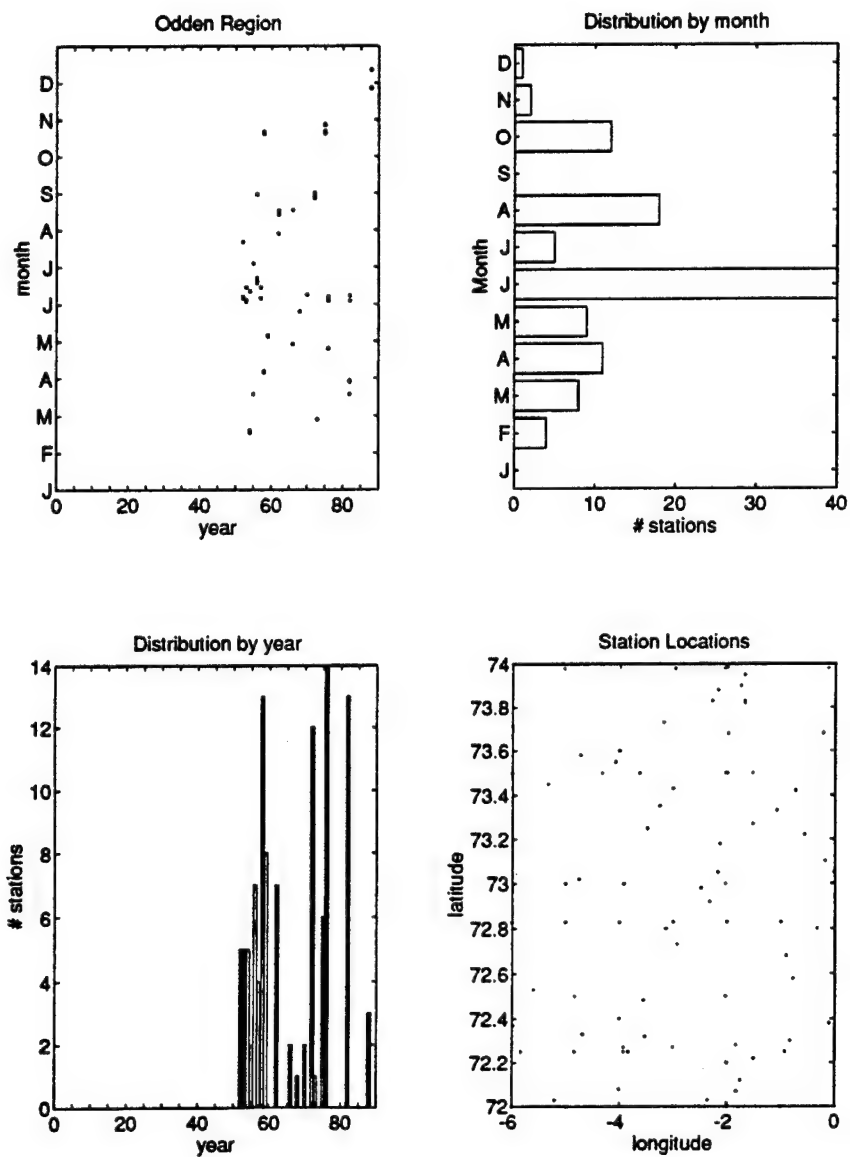 Odden Region
D
N
O
S
A
J
J
M
A
M
F
J
month
0 20 40 60 80
year
Distribution by month
D
N
O
S
A
J
J
M
A
M
F
J
Month
0 10 20 30 40
# stations
Distribution by year
14
12
10
8
6
4
2
0
# stations
0 20 40 60 80
year
Station Locations
74
73.8
73.6
73.4
73.2
73
72.8
72.6
72.4
72.2
72
latitude
-6 -4 -2 0
longitude